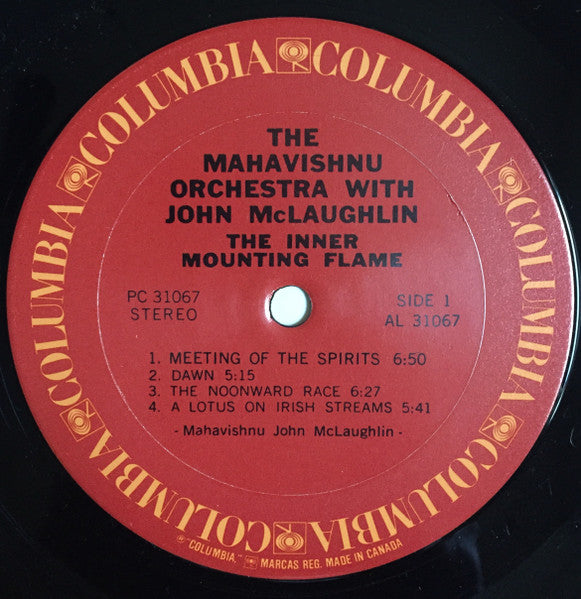 COLUMBIA COLUMBIA COLUMBIA COLUMBIA COLUMBIA COLUMBIA COLUMBIA
THE
MAHAVISHNU
ORCHESTRA WITH
JOHN McLAUGHLIN
THE INNER
MOUNTING FLAME
PC 31067
STEREO
SIDE 1
AL 31067
1. MEETING OF THE SPIRITS 6:50
2. DAWN 5:15
3. THE NOONWARD RACE 6:27
4. A LOTUS ON IRISH STREAMS 5:41
- Mahavishnu John McLaughlin -
"COLUMBIA," MARCAS REG. MADE IN CANADA